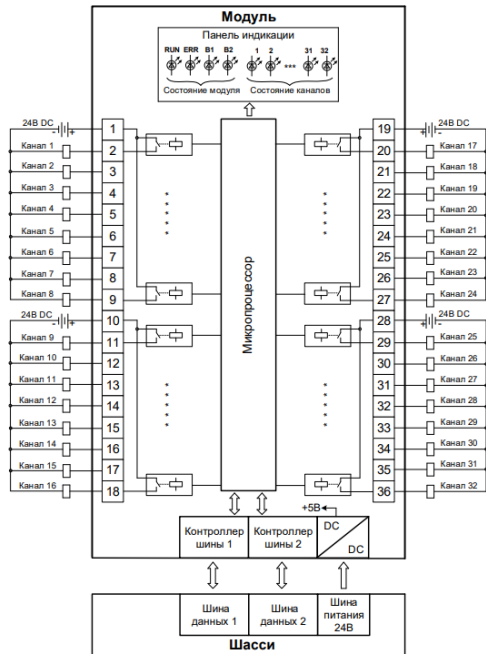 Модуль
Панель индикации
RUN ERR B1 B2 1 2 *** 31 32
Состояние модуля Состояние каналов
24В DC - + 1 19 + - 24В DC
Канал 1 2 20 Канал 17
Канал 2 3 21 Канал 18
Канал 3 4 22 Канал 19
Канал 4 5 23 Канал 20
Канал 5 6 24 Канал 21
Канал 6 7 25 Канал 22
Канал 7 8 26 Канал 23
Канал 8 9 27 Канал 24
24В DC - + 10 28 + - 24В DC
Канал 9 11 29 Канал 25
Канал 10 12 30 Канал 26
Канал 11 13 31 Канал 27
Канал 12 14 32 Канал 28
Канал 13 15 33 Канал 29
Канал 14 16 34 Канал 30
Канал 15 17 35 Канал 31
Канал 16 18 36 Канал 32
Микропроцессор
+5В
Контроллер
шины 1
Контроллер
шины 2
DC
DC
Шина
данных 1
Шина
данных 2
Шина
питания
24В
Шасси